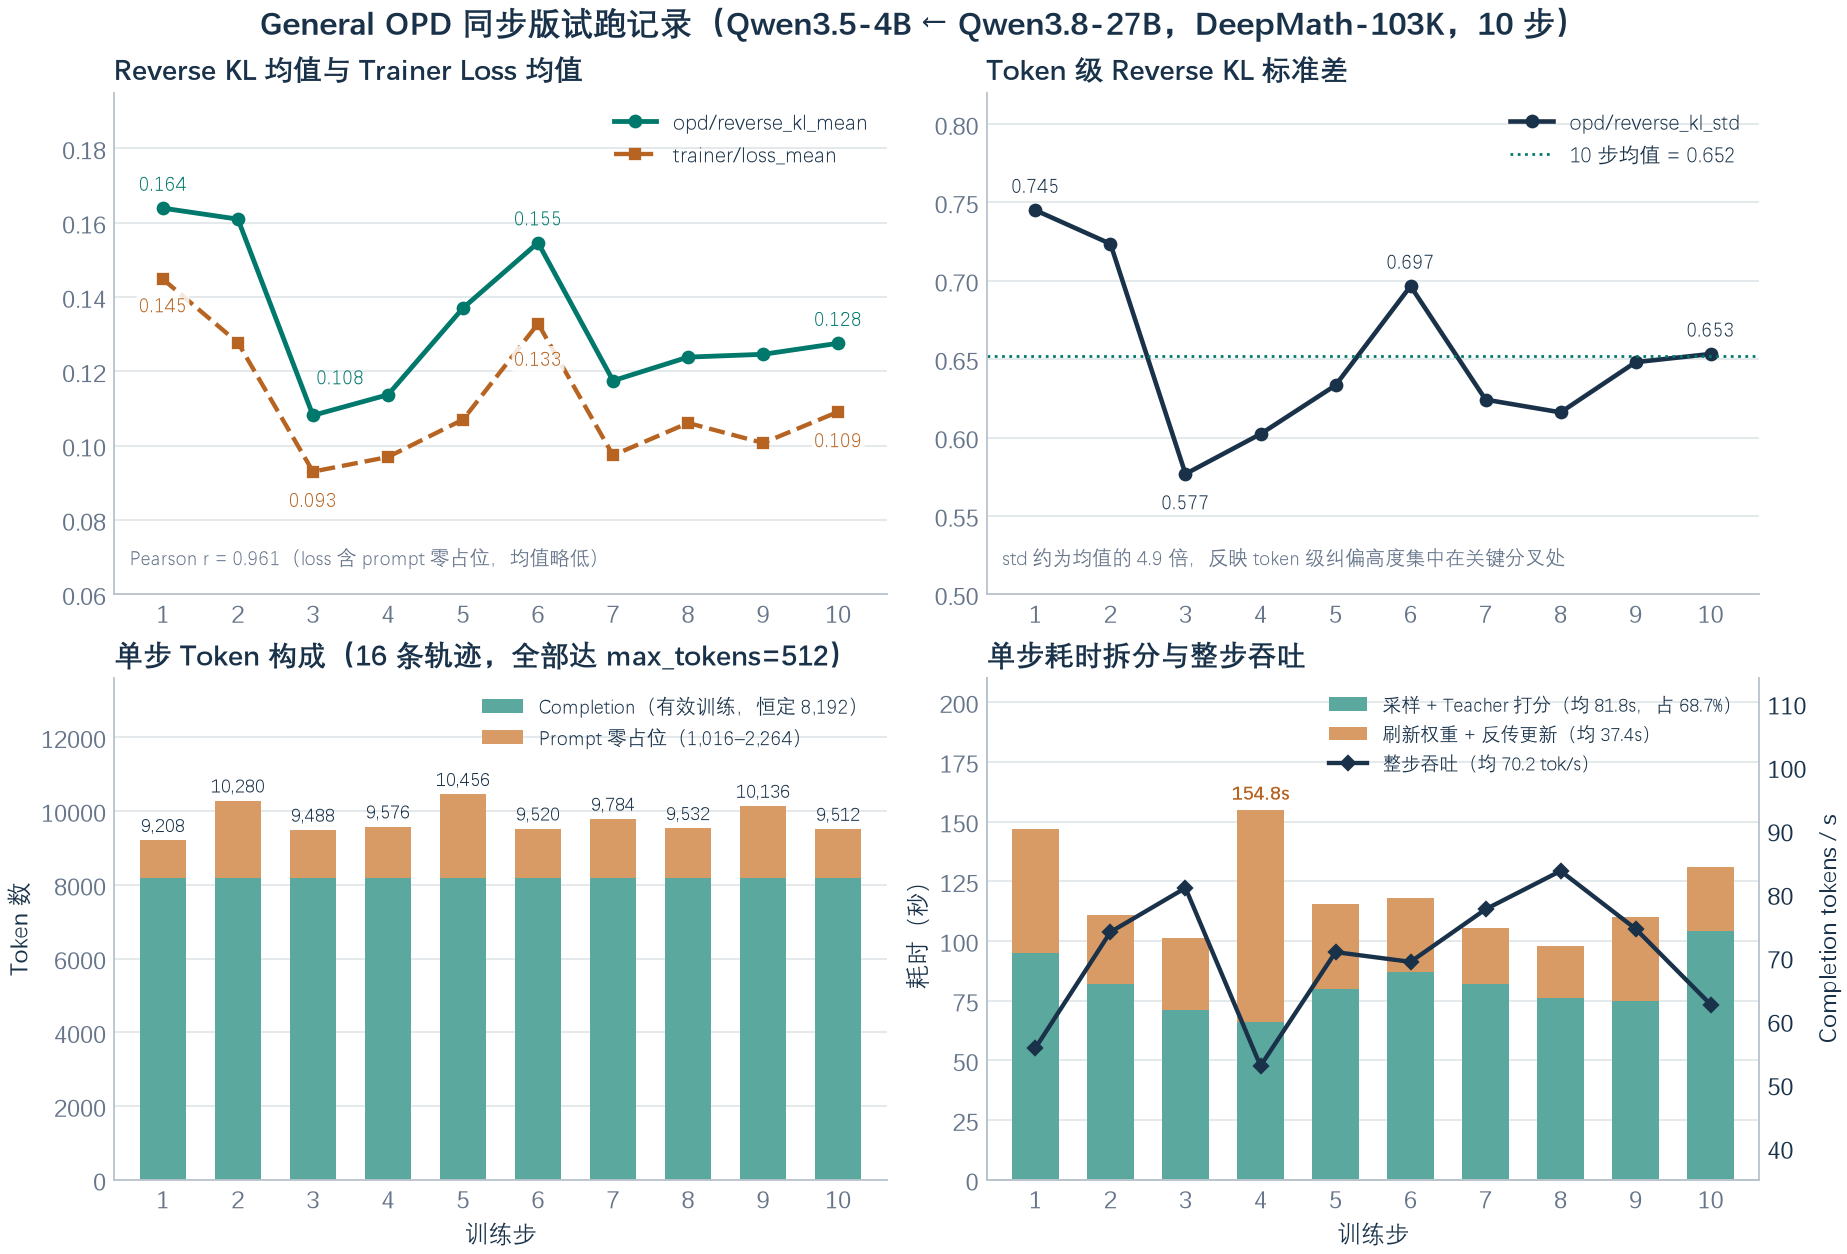 General OPD 同步版试跑记录（Qwen3.5-4B ← Qwen3.8-27B，DeepMath-103K，10 步）
Reverse KL 均值与 Trainer Loss 均值
opd/reverse_kl_mean
trainer/loss_mean
0.18
0.16
0.14
0.12
0.10
0.08
0.06
0.164
0.145
0.108
0.093
0.155
0.133
0.128
0.109
Pearson r = 0.961（loss 含 prompt 零占位，均值略低）
1 2 3 4 5 6 7 8 9 10
Token 级 Reverse KL 标准差
opd/reverse_kl_std
10 步均值 = 0.652
0.80
0.75
0.70
0.65
0.60
0.55
0.50
0.745
0.577
0.697
0.653
std 约为均值的 4.9 倍，反映 token 级纠偏高度集中在关键分叉处
1 2 3 4 5 6 7 8 9 10
单步 Token 构成（16 条轨迹，全部达 max_tokens=512）
Completion（有效训练，恒定 8,192）
Prompt 零占位（1,016–2,264）
Token 数
12000
10000
8000
6000
4000
2000
0
9,208
10,280
9,488
9,576
10,456
9,520
9,784
9,532
10,136
9,512
1 2 3 4 5 6 7 8 9 10
训练步
单步耗时拆分与整步吞吐
采样 + Teacher 打分（均 81.8s，占 68.7%）
刷新权重 + 反传更新（均 37.4s）
整步吞吐（均 70.2 tok/s）
耗时（秒）
200
175
150
125
100
75
50
25
0
154.8s
110
100
90
80
70
60
50
40
Completion tokens / s
1 2 3 4 5 6 7 8 9 10
训练步